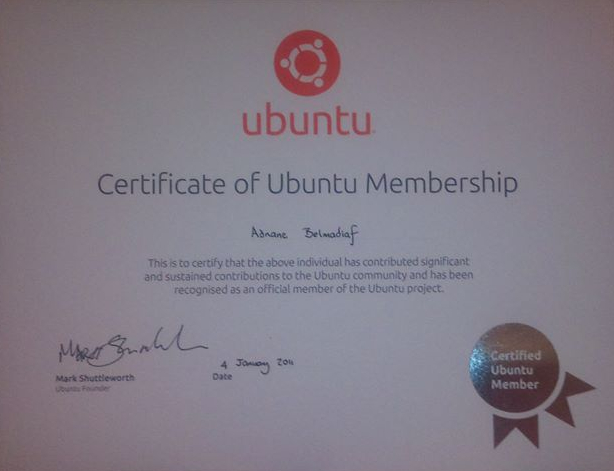 ubuntu
Certificate of Ubuntu Membership
Adnane Belmadiaf
This is to certify that the above individual has contributed significant
and sustained contributions to the Ubuntu community and has been
recognised as an official member of the Ubuntu project.
Mark Shuttleworth
Ubuntu Founder
4 January 2011
Date
Certified
Ubuntu
Member